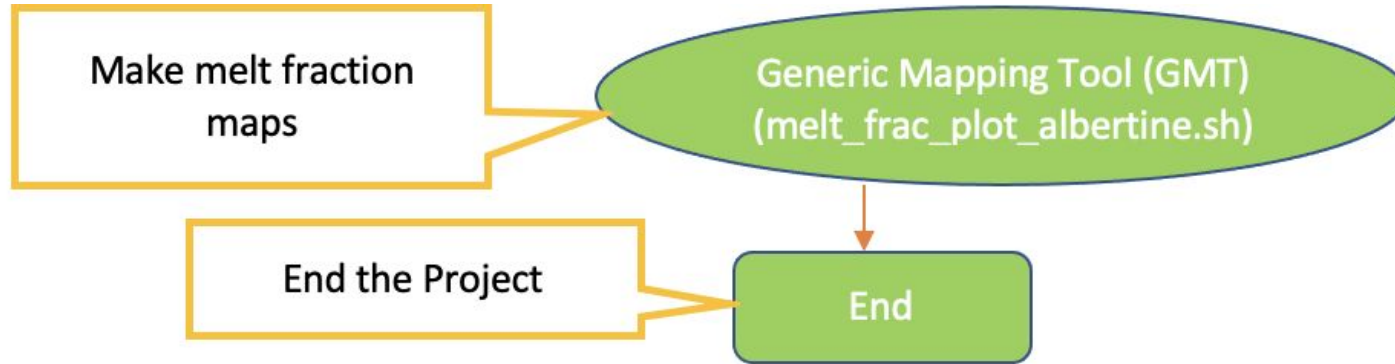 Make melt fraction
maps
Generic Mapping Tool (GMT)
(melt_frac_plot_albertine.sh)
End the Project
End